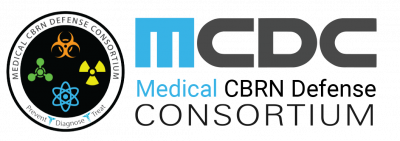 MEDICAL CBRN DEFENSE CONSORTIUM
Prevent Diagnose Treat
MCDC
Medical CBRN Defense
CONSORTIUM